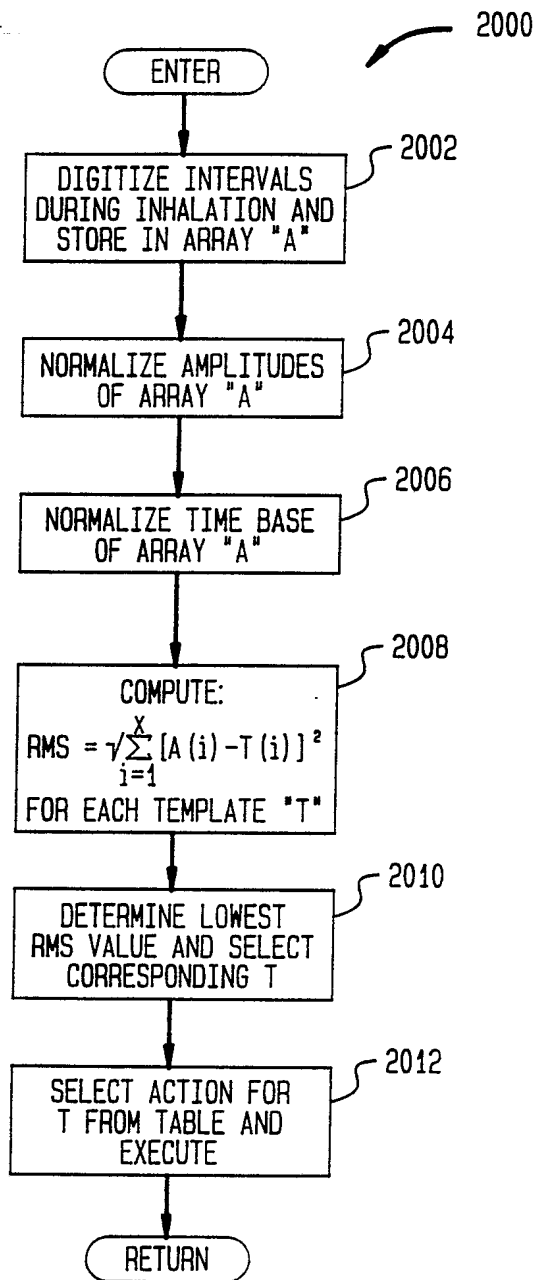 2000
ENTER
2002
DIGITIZE INTERVALS
DURING INHALATION AND
STORE IN ARRAY "A"
2004
NORMALIZE AMPLITUDES
OF ARRAY "A"
2006
NORMALIZE TIME BASE
OF ARRAY "A"
2008
COMPUTE:
RMS = √∑[A(i)-T(i)]²
X
i=1
FOR EACH TEMPLATE "T"
2010
DETERMINE LOWEST
RMS VALUE AND SELECT
CORRESPONDING T
2012
SELECT ACTION FOR
T FROM TABLE AND
EXECUTE
RETURN